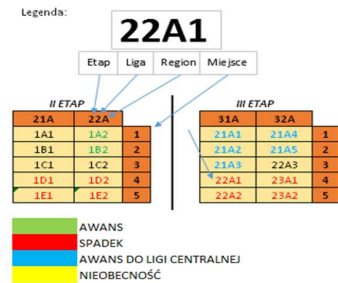 Legenda:
22A1
Etap Liga Region Miejsce
II ETAP III ETAP
21A 22A 31A 32A
1A1 1A2 1 21A1 21A4 1
1B1 1B2 2 21A2 21A5 2
1C1 1C2 3 21A3 22A3 3
1D1 1D2 4 22A1 23A1 4
1E1 1E2 5 22A2 23A2 5
AWANS
SPADEK
AWANS DO LIGI CENTRALNEJ
NIEOBECNOŚĆ